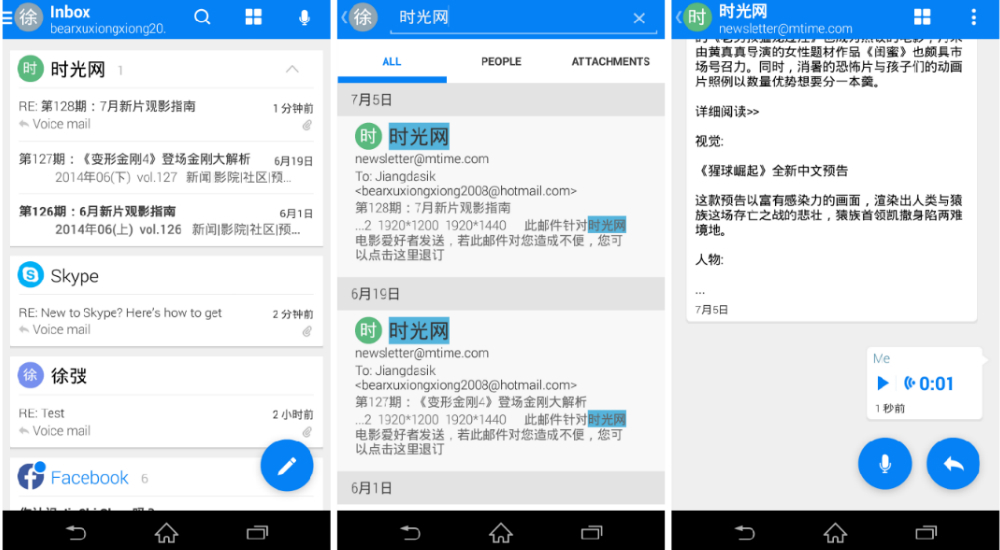 Inbox
bearxuxiongxiong20.
时 时光网 1
RE: 第128期：7月新片观影指南 1 分钟前
Voice mail
第127期：《变形金刚4》登场金刚大解析 6月19日
2014年06(下) vol.127 新闻|影院|社区|预...
第126期：6月新片观影指南 6月1日
2014年06(上) vol.126 新闻|影院|社区|预...
Skype
RE: New to Skype? Here's how to get 2 分钟前
Voice mail
徐 徐弢
RE: Test 2 小时前
Voice mail
Facebook 6
徐 时光网
ALL PEOPLE ATTACHMENTS
7月5日
时 时光网
newsletter@mtime.com
To: Jiangdasik
<bearxuxiongxiong2008@hotmail.com>
第128期：7月新片观影指南
...2 1920*1200 1920*1440 此邮件针对时光网
电影爱好者发送，若此邮件对您造成不便，您可
以点击这里退订
6月19日
时 时光网
newsletter@mtime.com
To: Jiangdasik
<bearxuxiongxiong2008@hotmail.com>
第127期：《变形金刚4》登场金刚大解析
...2 1920*1200 1920*1440 此邮件针对时光网
电影爱好者发送，若此邮件对您造成不便，您可
以点击这里退订
6月1日
时 时光网
newsletter@mtime.com
由黄真真导演的女性题材作品《闺蜜》也颇具市
场号召力。同时，消暑的恐怖片与孩子们的动画
片照例以数量优势想要分一本羹。
详细阅读>>
视觉:
《猩球崛起》全新中文预告
这款预告以富有感染力的画面，渲染出人类与猿
族这场存亡之战的悲壮，猿族首领凯撒身陷两难
境地。
人物:
...
7月5日
Me
0:01
1 秒前